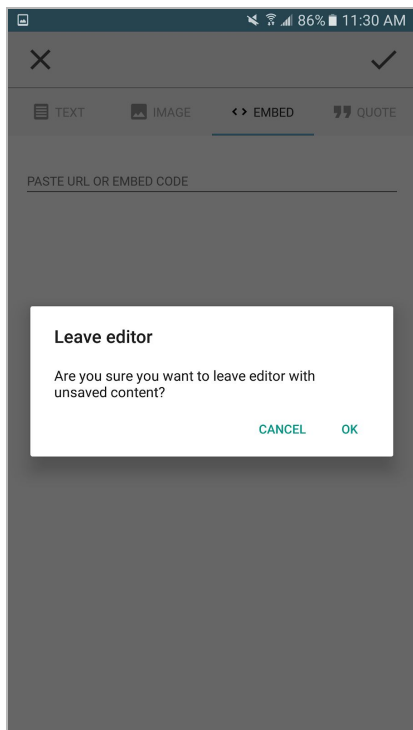 86% 11:30 AM
TEXT IMAGE <> EMBED QUOTE
PASTE URL OR EMBED CODE
Leave editor
Are you sure you want to leave editor with
unsaved content?
CANCEL OK